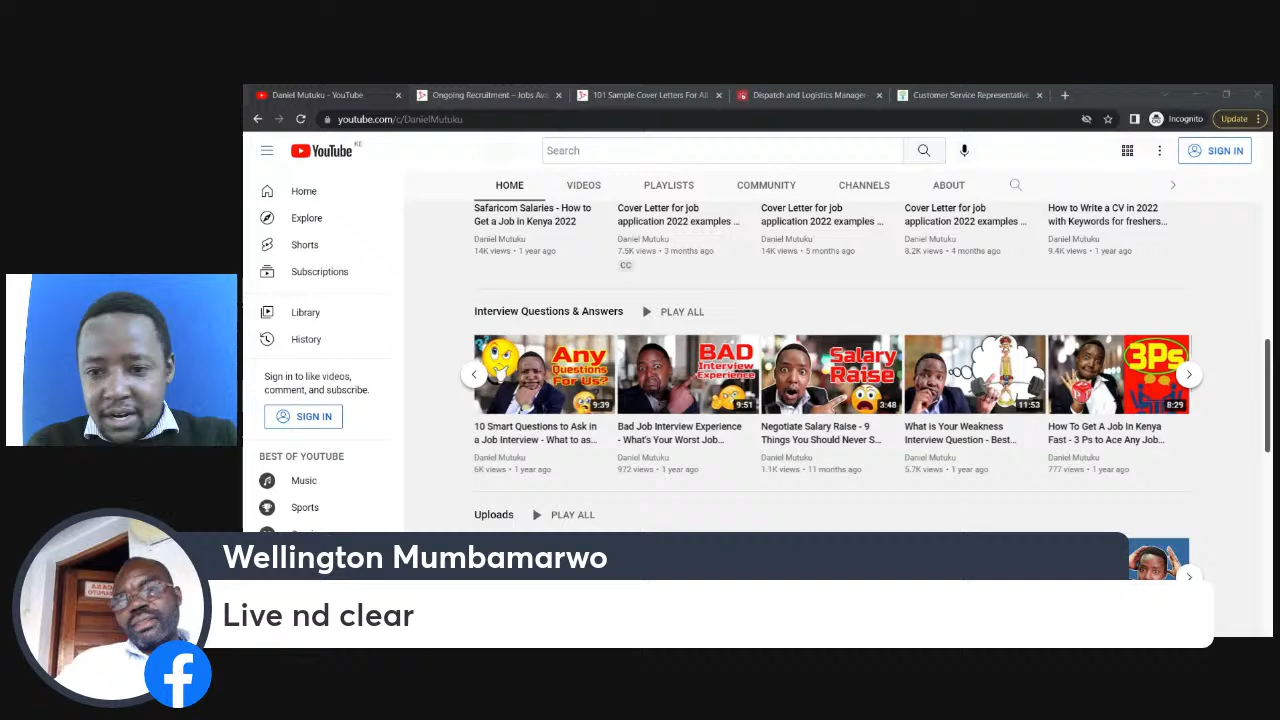 Daniel Mutuku - YouTube
Ongoing Recruitment – Jobs Ava
101 Sample Cover Letters For All
Dispatch and Logistics Manager
Customer Service Representative
youtube.com/c/DanielMutuku
Incognito
Update
YouTube KE
Search
SIGN IN
HOME
VIDEOS
PLAYLISTS
COMMUNITY
CHANNELS
ABOUT
Home
Explore
Shorts
Subscriptions
Library
History
Sign in to like videos,
comment, and subscribe.
SIGN IN
BEST OF YOUTUBE
Music
Sports
Safaricom Salaries - How to
Get a Job in Kenya 2022
Daniel Mutuku
14K views • 1 year ago
Cover Letter for job
application 2022 examples ...
Daniel Mutuku
7.5K views • 3 months ago
CC
Cover Letter for job
application 2022 examples ...
Daniel Mutuku
14K views • 5 months ago
Cover Letter for job
application 2022 examples ...
Daniel Mutuku
8.2K views • 4 months ago
How to Write a CV in 2022
with Keywords for freshers...
Daniel Mutuku
9.4K views • 1 year ago
Interview Questions & Answers
PLAY ALL
Any
Questions
For Us?
9:39
BAD
Interview
Experience
9:51
Salary
Raise
3:48
11:53
3Ps
8:29
10 Smart Questions to Ask in
a Job Interview - What to as...
Daniel Mutuku
6K views • 1 year ago
Bad Job Interview Experience
- What's Your Worst Job...
Daniel Mutuku
972 views • 1 year ago
Negotiate Salary Raise - 9
Things You Should Never S...
Daniel Mutuku
1.1K views • 11 months ago
What is Your Weakness
Interview Question - Best...
Daniel Mutuku
5.7K views • 1 year ago
How To Get A Job In Kenya
Fast - 3 Ps to Ace Any Job...
Daniel Mutuku
777 views • 1 year ago
Uploads
PLAY ALL
Wellington Mumbamarwo
Live nd clear